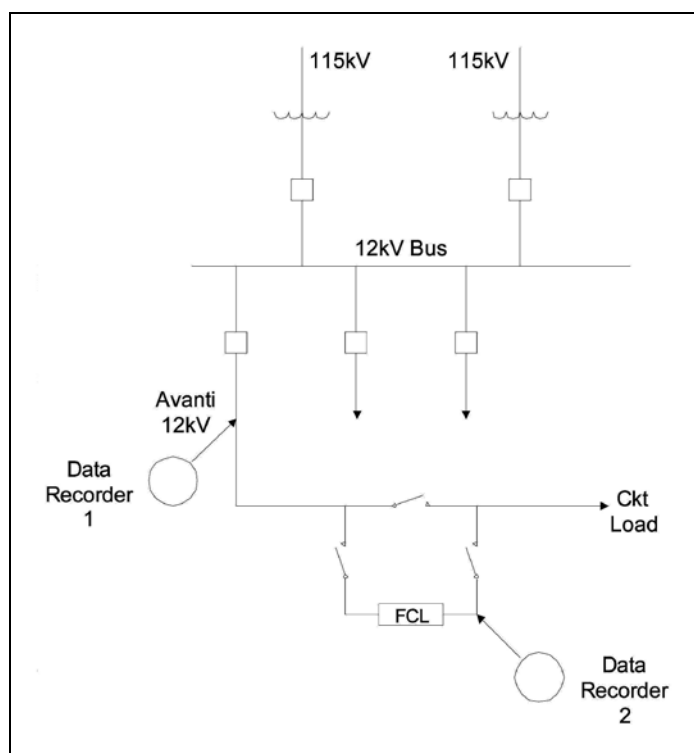 115kV
115kV
12kV Bus
Avanti
12kV
Data
Recorder
1
Ckt
Load
FCL
Data
Recorder
2